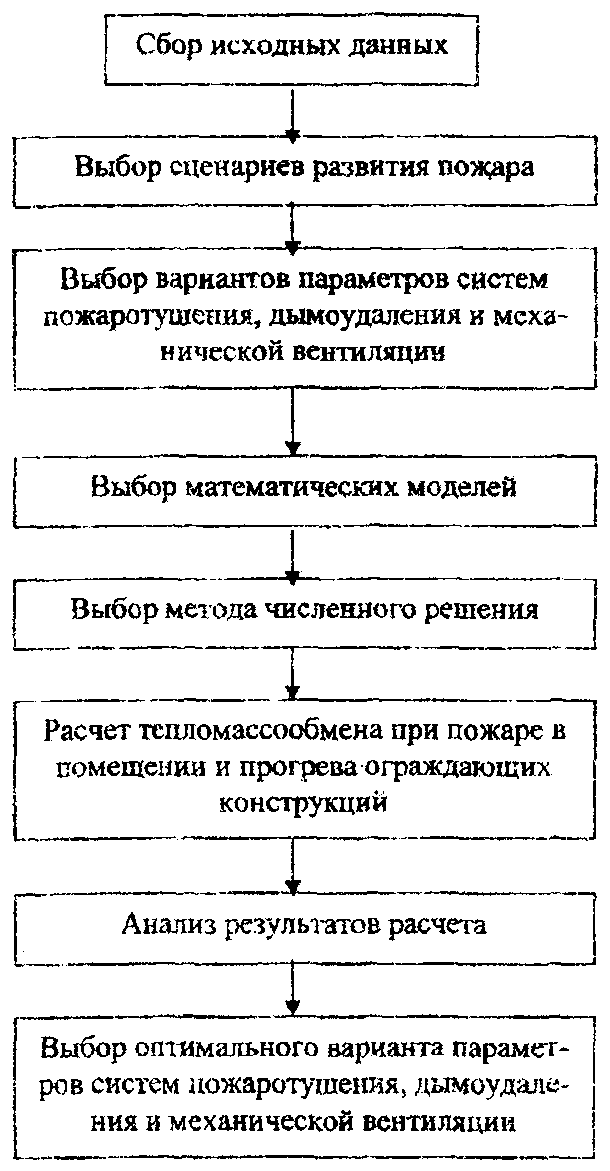 Сбор исходных данных
Выбор сценариев развития пожара
Выбор вариантов параметров систем
пожаротушения, дымоудаления и меха-
нической вентиляции
Выбор математических моделей
Выбор метода численного решения
Расчет тепломассообмена при пожаре в
помещении и прогрева ограждающих
конструкций
Анализ результатов расчета
Выбор оптимального варианта парамет-
ров систем пожаротушения, дымоудале-
ния и механической вентиляции